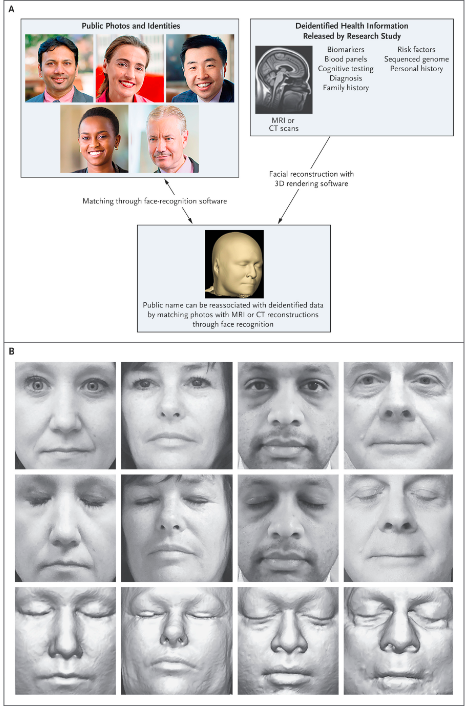 A
Public Photos and Identities
Deidentified Health Information
Released by Research Study
MRI or
CT scans
Biomarkers
Blood panels
Cognitive testing
Diagnosis
Family history
Risk factors
Sequenced genome
Personal history
Matching through face-recognition software
Facial reconstruction with
3D rendering software
Public name can be reassociated with deidentified data
by matching photos with MRI or CT reconstructions
through face recognition
B